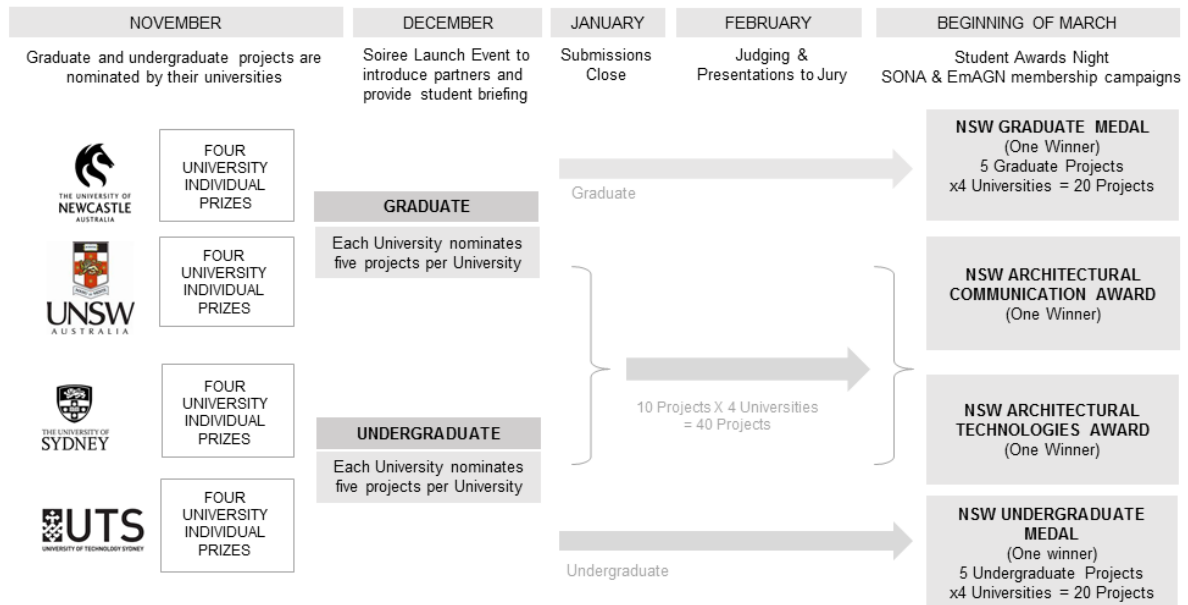 NOVEMBER
Graduate and undergraduate projects are
nominated by their universities
DECEMBER
Soiree Launch Event to
introduce partners and
provide student briefing
JANUARY
Submissions
Close
FEBRUARY
Judging &
Presentations to Jury
BEGINNING OF MARCH
Student Awards Night
SONA & EmAGN membership campaigns
THE UNIVERSITY OF
NEWCASTLE
AUSTRALIA
FOUR
UNIVERSITY
INDIVIDUAL
PRIZES
UNSW
AUSTRALIA
FOUR
UNIVERSITY
INDIVIDUAL
PRIZES
THE UNIVERSITY OF
SYDNEY
FOUR
UNIVERSITY
INDIVIDUAL
PRIZES
UTS
UNIVERSITY OF TECHNOLOGY SYDNEY
FOUR
UNIVERSITY
INDIVIDUAL
PRIZES
GRADUATE
Each University nominates
five projects per University
UNDERGRADUATE
Each University nominates
five projects per University
Graduate
10 Projects X 4 Universities
= 40 Projects
Undergraduate
NSW GRADUATE MEDAL
(One Winner)
5 Graduate Projects
x4 Universities = 20 Projects
NSW ARCHITECTURAL
COMMUNICATION AWARD
(One Winner)
NSW ARCHITECTURAL
TECHNOLOGIES AWARD
(One Winner)
NSW UNDERGRADUATE
MEDAL
(One winner)
5 Undergraduate Projects
x4 Universities = 20 Projects